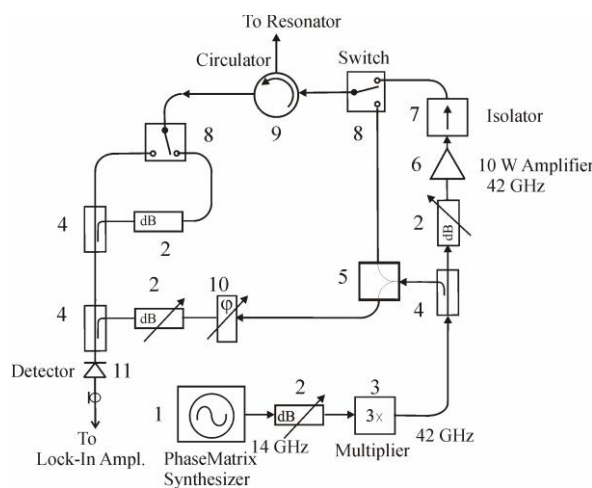 To Resonator
Circulator
Switch
9
8
8
7
Isolator
6
10 W Amplifier
42 GHz
2
dB
4
dB
2
4
2
10
5
4
dB
φ
Detector
11
1
2
3
dB
3x
14 GHz
Multiplier
42 GHz
To
Lock-In Ampl.
PhaseMatrix
Synthesizer